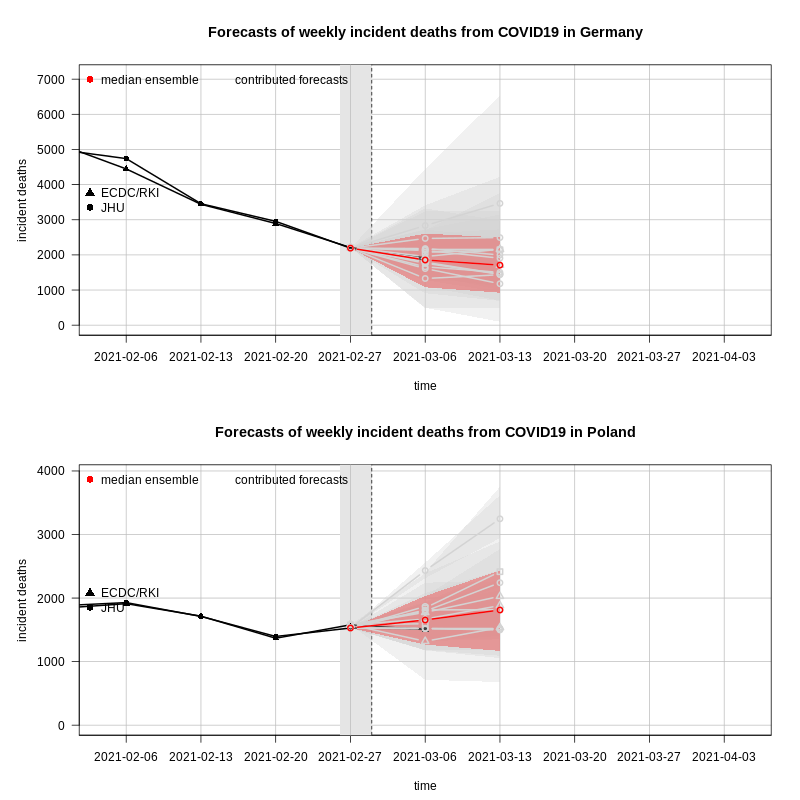 Forecasts of weekly incident deaths from COVID19 in Germany
7000
median ensemble contributed forecasts
6000
5000
4000
ECDC/RKI
JHU
3000
2000
1000
0
incident deaths
2021-02-06 2021-02-13 2021-02-20 2021-02-27 2021-03-06 2021-03-13 2021-03-20 2021-03-27 2021-04-03
time
Forecasts of weekly incident deaths from COVID19 in Poland
4000
median ensemble contributed forecasts
3000
ECDC/RKI
2000
JHU
1000
0
incident deaths
2021-02-06 2021-02-13 2021-02-20 2021-02-27 2021-03-06 2021-03-13 2021-03-20 2021-03-27 2021-04-03
time